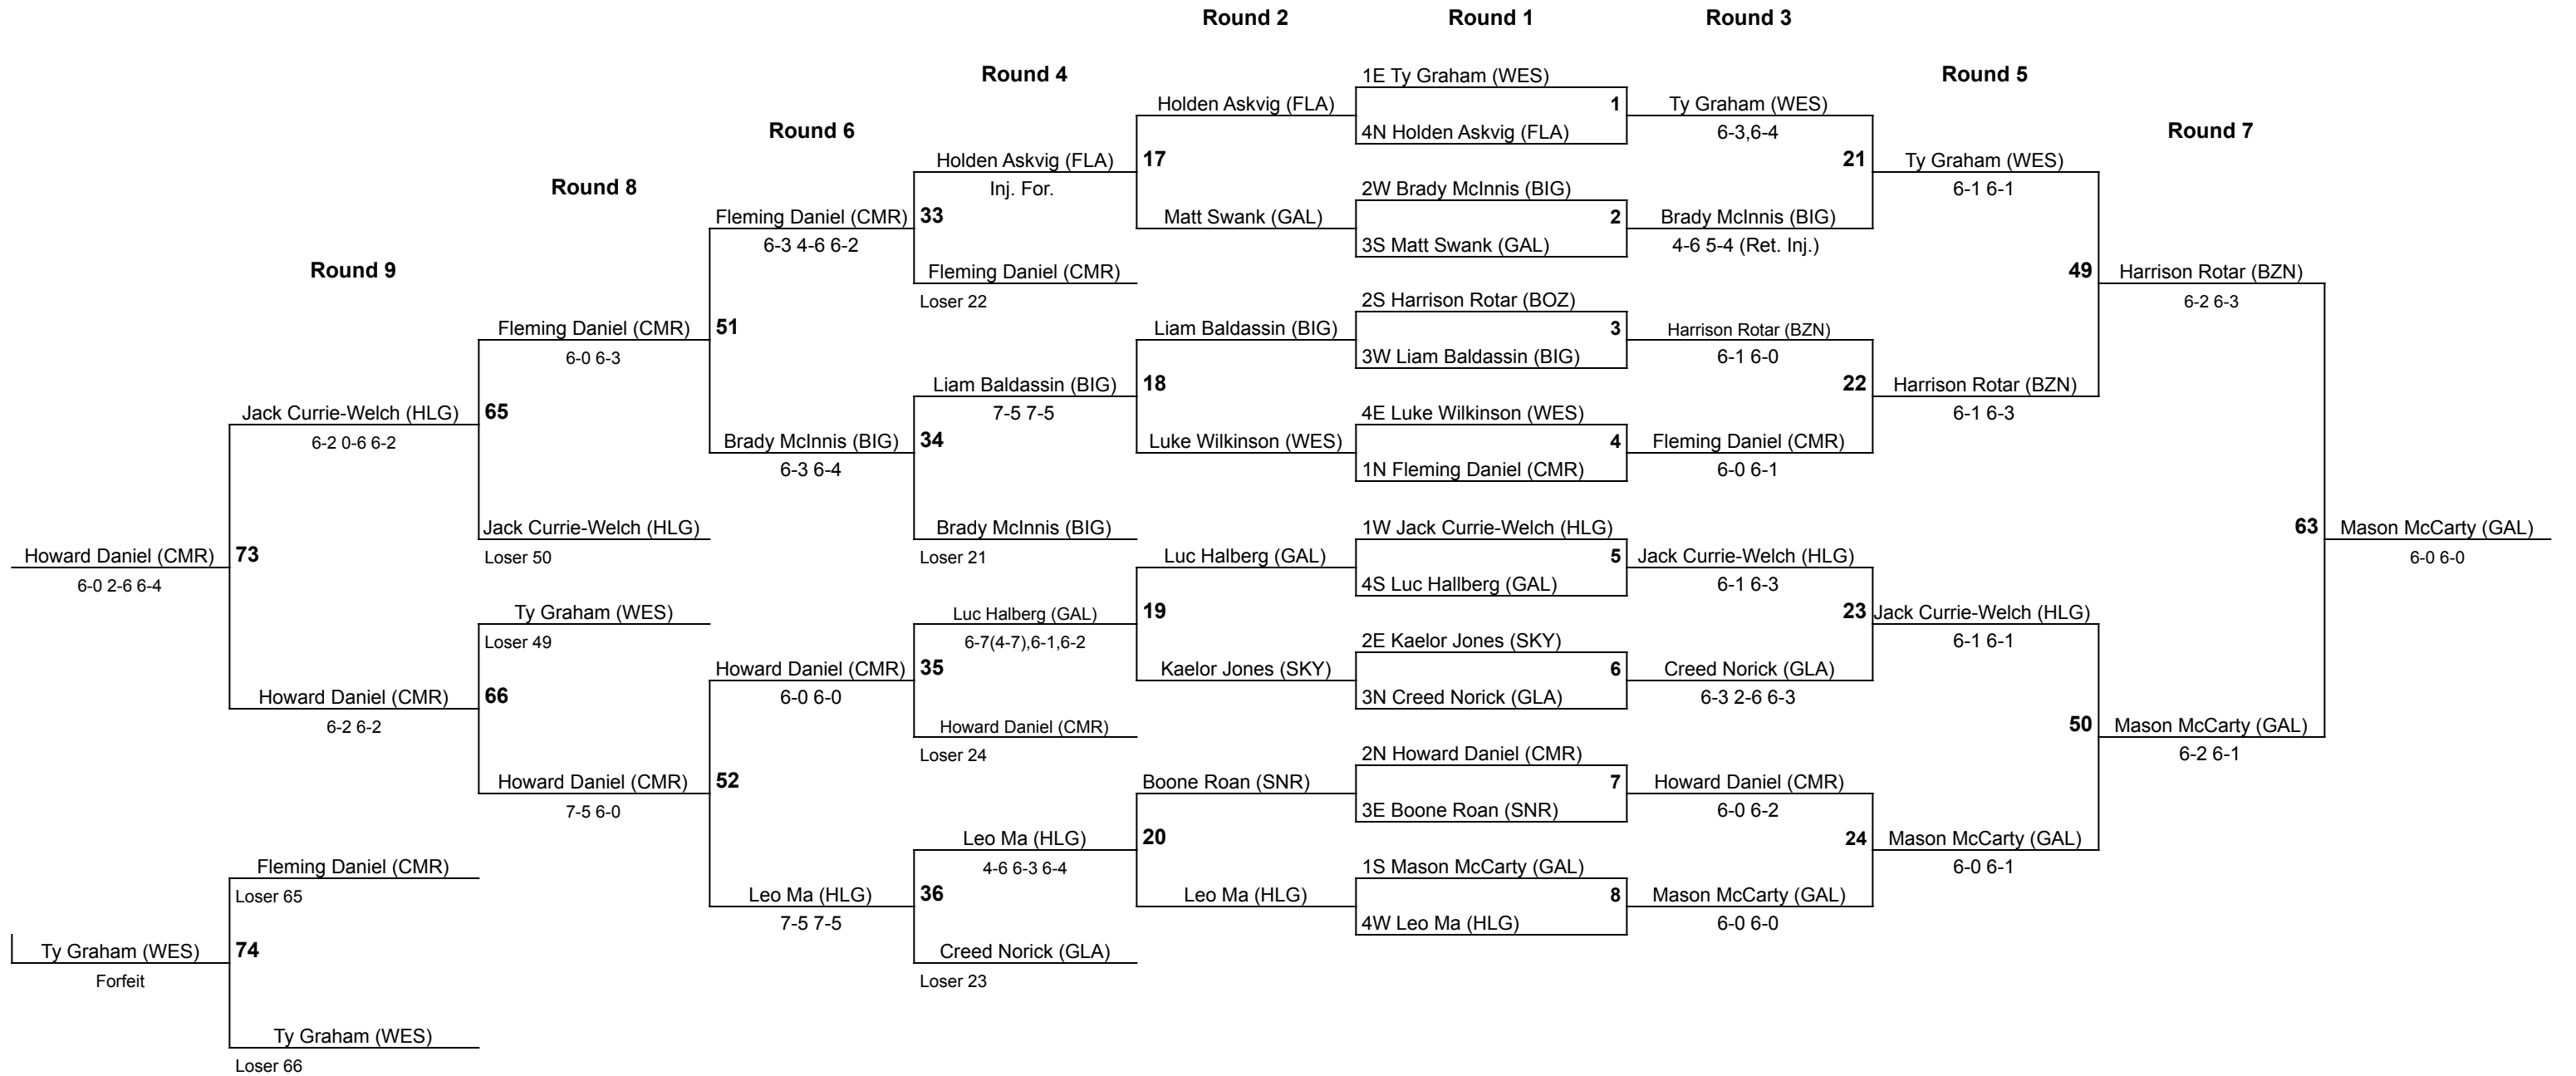 Round 2
Round 1
Round 3
Round 4
Round 5
Round 6
Round 7
Round 8
Round 9
1E Ty Graham (WES)
1
4N Holden Askvig (FLA)
2W Brady McInnis (BIG)
2
3S Matt Swank (GAL)
2S Harrison Rotar (BOZ)
3
3W Liam Baldassin (BIG)
4E Luke Wilkinson (WES)
4
1N Fleming Daniel (CMR)
1W Jack Currie-Welch (HLG)
5
4S Luc Hallberg (GAL)
2E Kaelor Jones (SKY)
6
3N Creed Norick (GLA)
2N Howard Daniel (CMR)
7
3E Boone Roan (SNR)
1S Mason McCarty (GAL)
8
4W Leo Ma (HLG)
Ty Graham (WES)
6-3,6-4
21
Brady McInnis (BIG)
4-6 5-4 (Ret. Inj.)
Harrison Rotar (BZN)
6-1 6-0
22
Fleming Daniel (CMR)
6-0 6-1
Jack Currie-Welch (HLG)
6-1 6-3
23
Creed Norick (GLA)
6-3 2-6 6-3
Howard Daniel (CMR)
6-0 6-2
24
Mason McCarty (GAL)
6-0 6-0
Ty Graham (WES)
6-1 6-1
49
Harrison Rotar (BZN)
6-1 6-3
Jack Currie-Welch (HLG)
6-1 6-1
50
Mason McCarty (GAL)
6-0 6-1
Harrison Rotar (BZN)
6-2 6-3
63
Mason McCarty (GAL)
6-2 6-1
Mason McCarty (GAL)
6-0 6-0
Holden Askvig (FLA)
17
Matt Swank (GAL)
Liam Baldassin (BIG)
18
Luke Wilkinson (WES)
Luc Halberg (GAL)
19
Kaelor Jones (SKY)
Boone Roan (SNR)
20
Leo Ma (HLG)
Holden Askvig (FLA)
Inj. For.
33
Fleming Daniel (CMR)
Loser 22
Liam Baldassin (BIG)
7-5 7-5
34
Brady McInnis (BIG)
Loser 21
Luc Halberg (GAL)
6-7(4-7),6-1,6-2
35
Howard Daniel (CMR)
Loser 24
Leo Ma (HLG)
4-6 6-3 6-4
36
Creed Norick (GLA)
Loser 23
Fleming Daniel (CMR)
6-3 4-6 6-2
51
Brady McInnis (BIG)
6-3 6-4
Howard Daniel (CMR)
6-0 6-0
52
Leo Ma (HLG)
7-5 7-5
Fleming Daniel (CMR)
6-0 6-3
65
Jack Currie-Welch (HLG)
Loser 50
Ty Graham (WES)
Loser 49
66
Howard Daniel (CMR)
7-5 6-0
Jack Currie-Welch (HLG)
6-2 0-6 6-2
73
Howard Daniel (CMR)
6-2 6-2
Howard Daniel (CMR)
6-0 2-6 6-4
Fleming Daniel (CMR)
Loser 65
74
Ty Graham (WES)
Loser 66
Ty Graham (WES)
Forfeit